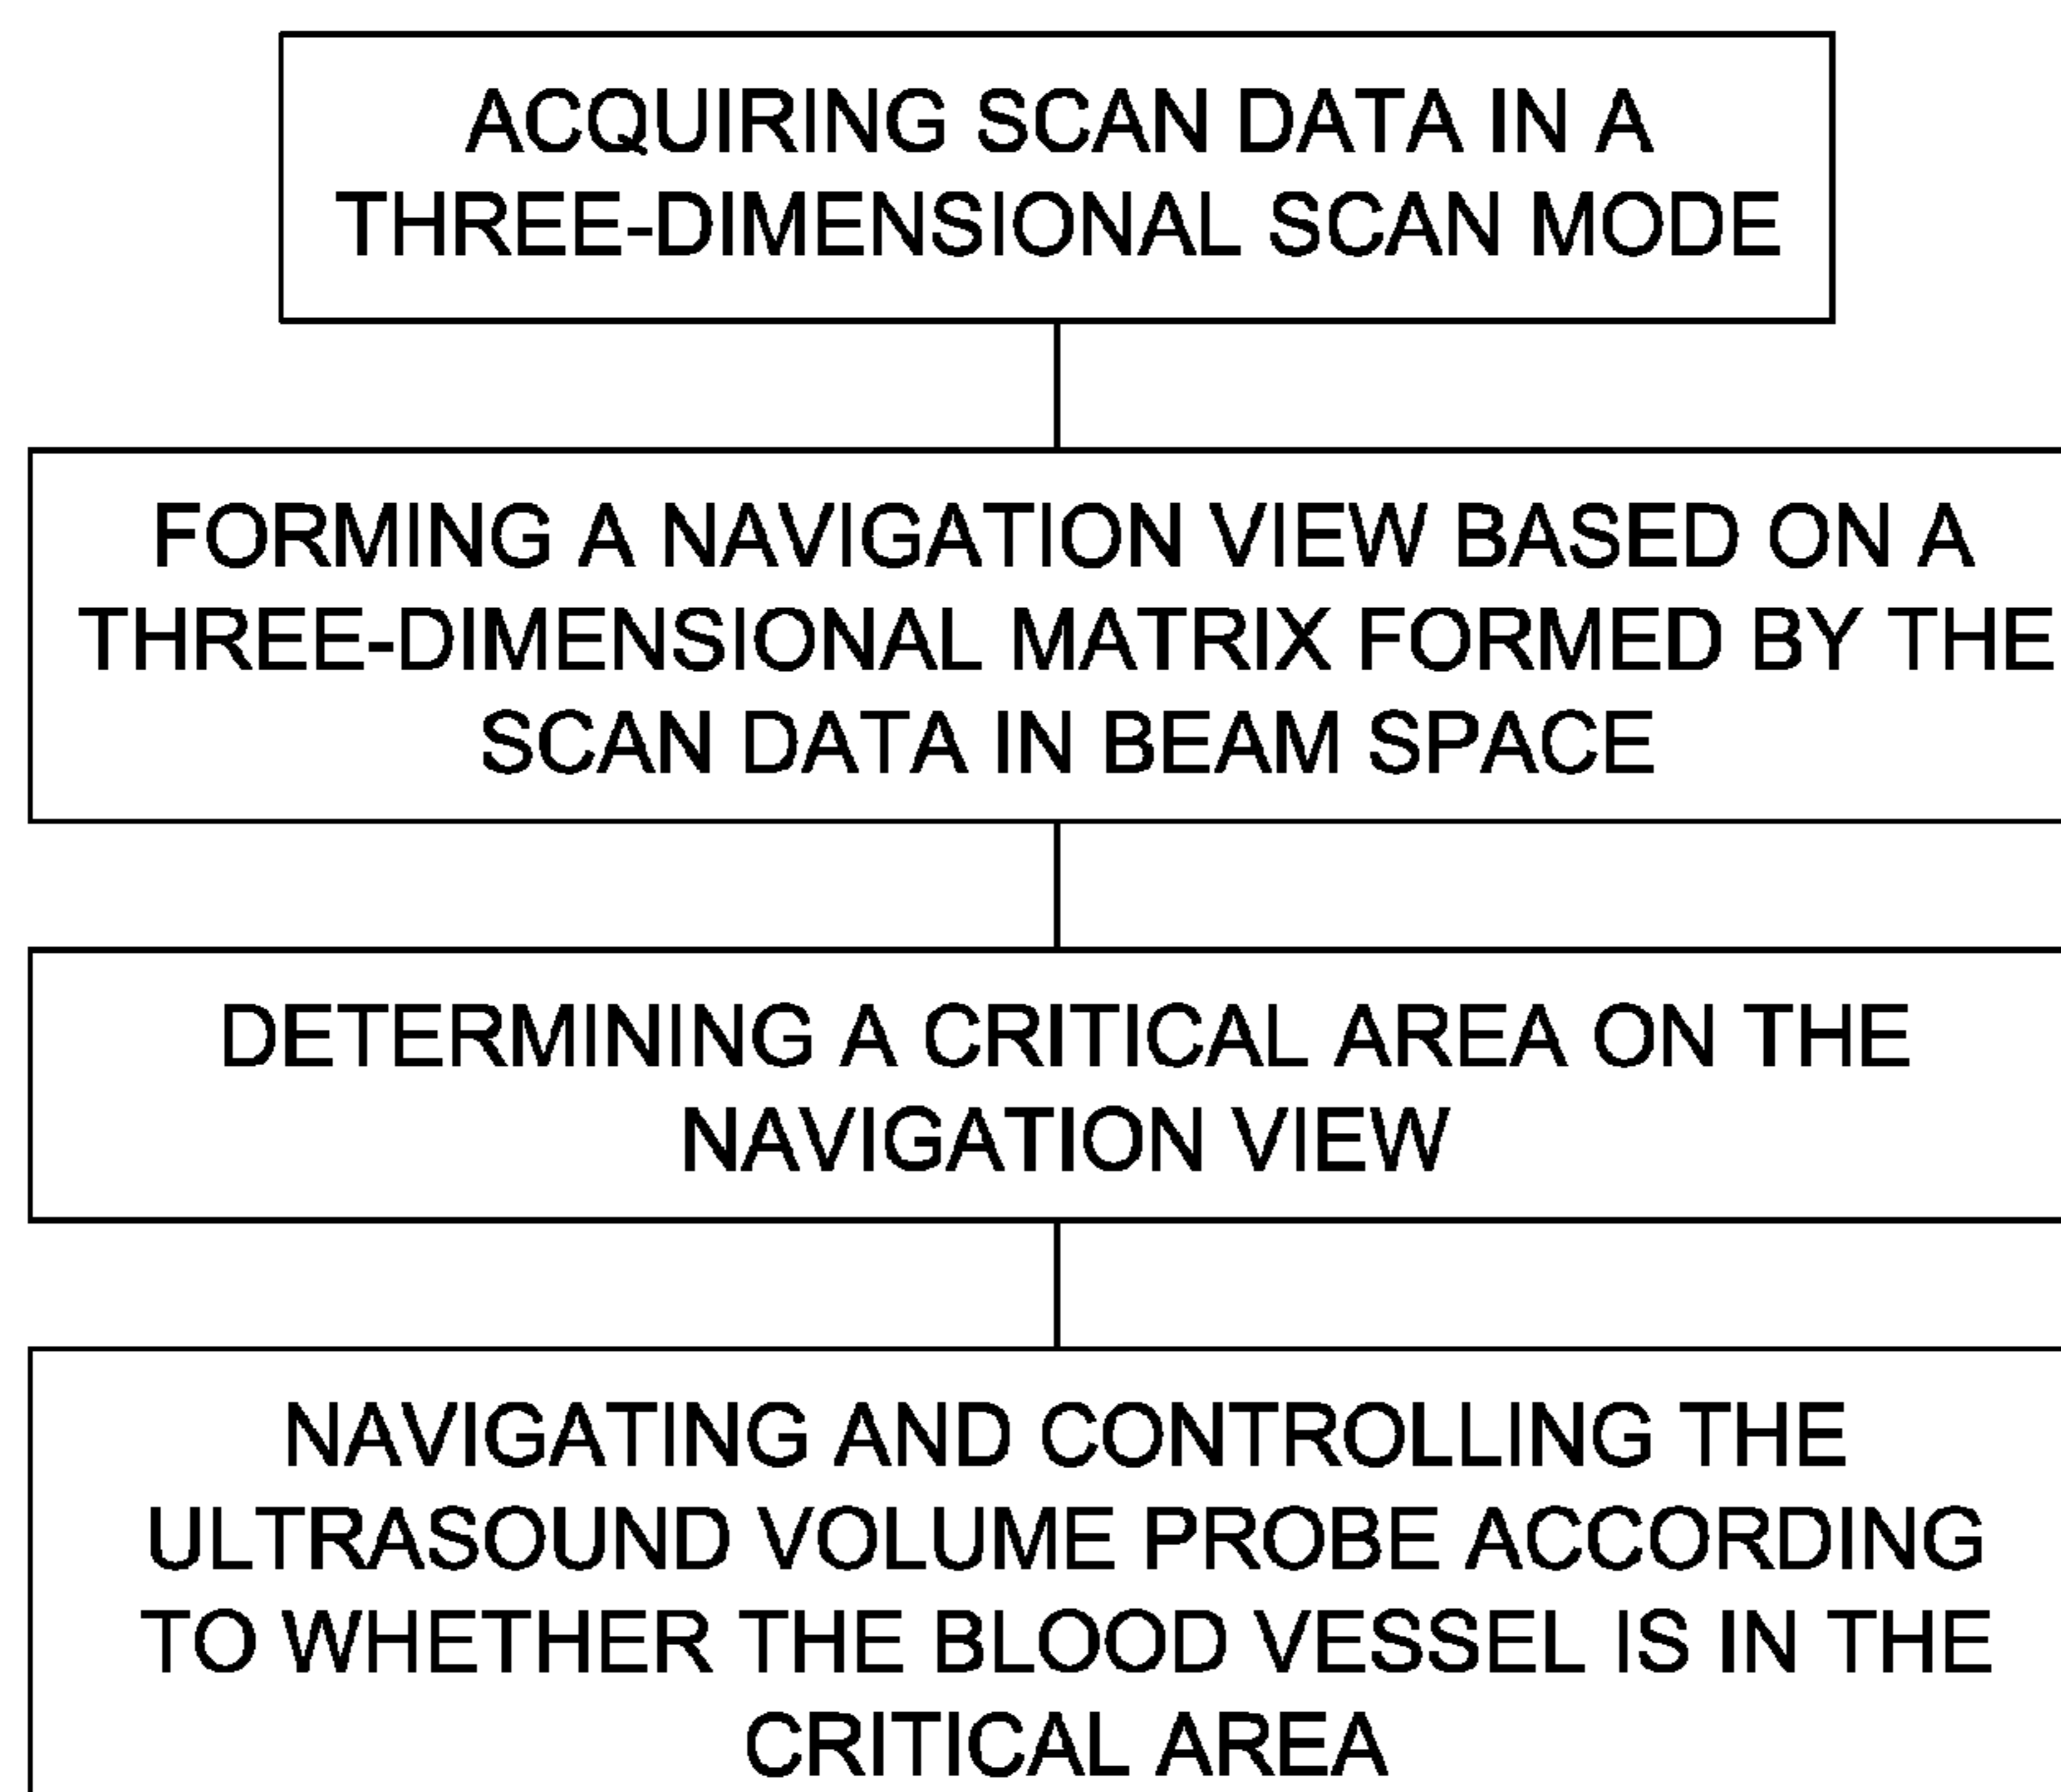 ACQUIRING SCAN DATA IN A
THREE-DIMENSIONAL SCAN MODE
FORMING A NAVIGATION VIEW BASED ON A
THREE-DIMENSIONAL MATRIX FORMED BY THE
SCAN DATA IN BEAM SPACE
DETERMINING A CRITICAL AREA ON THE
NAVIGATION VIEW
NAVIGATING AND CONTROLLING THE
ULTRASOUND VOLUME PROBE ACCORDING
TO WHETHER THE BLOOD VESSEL IS IN THE
CRITICAL AREA